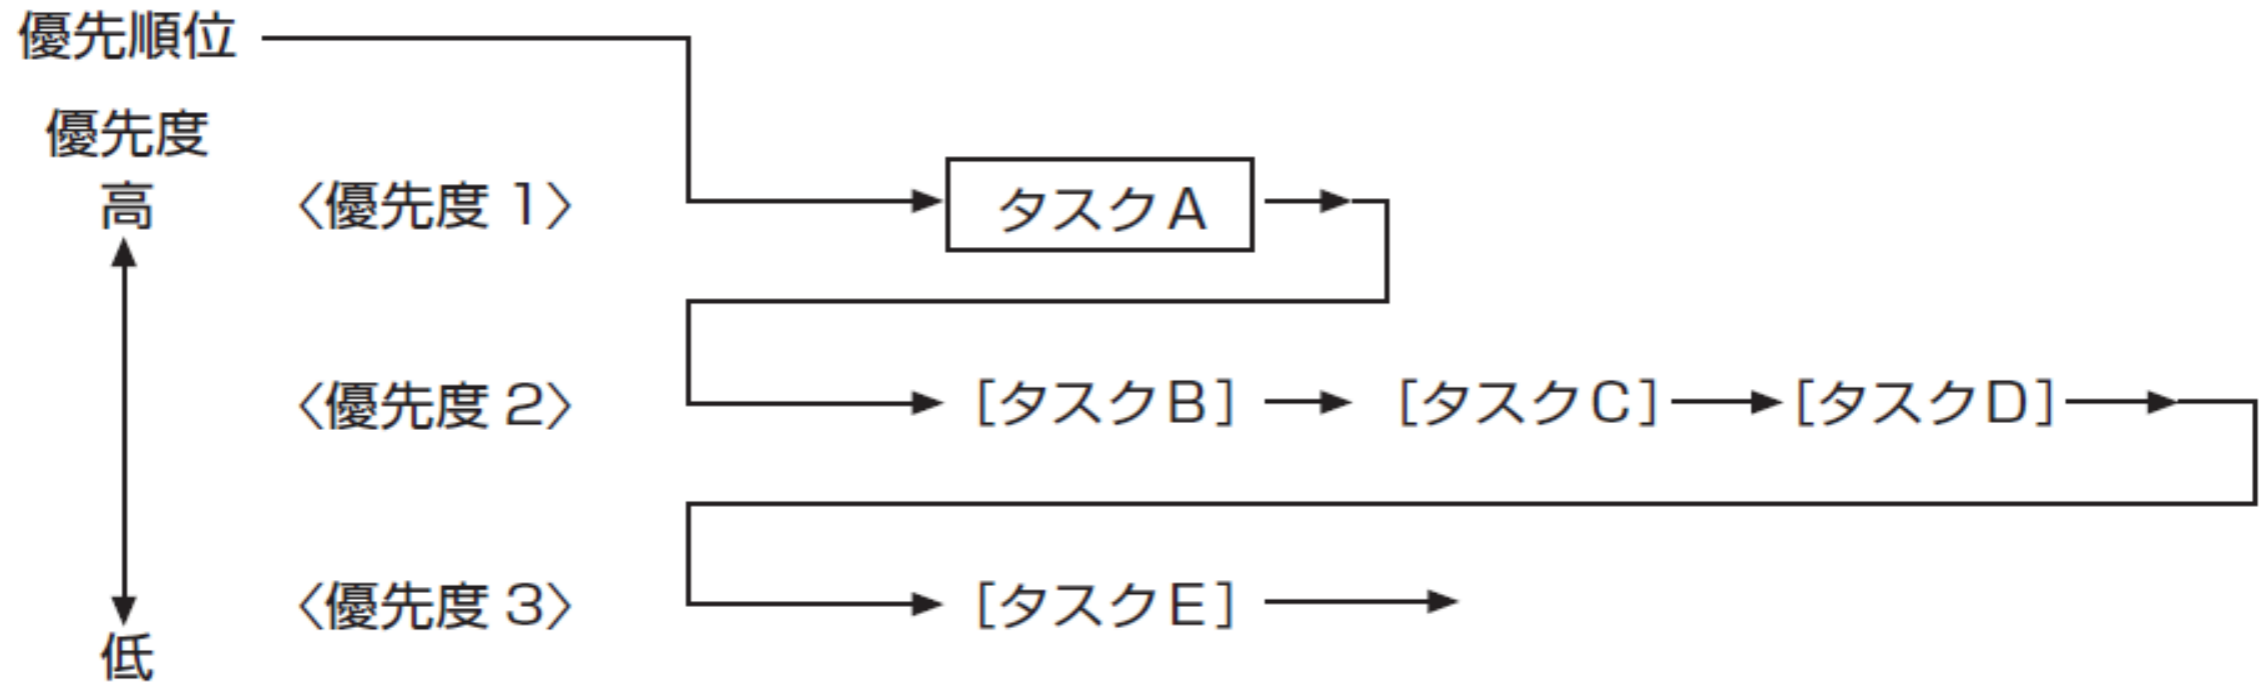 優先順位
優先度
高
〈優先度 1〉
タスクA
〈優先度 2〉
[タスクB]
[タスクC]
[タスクD]
〈優先度 3〉
[タスクE]
低